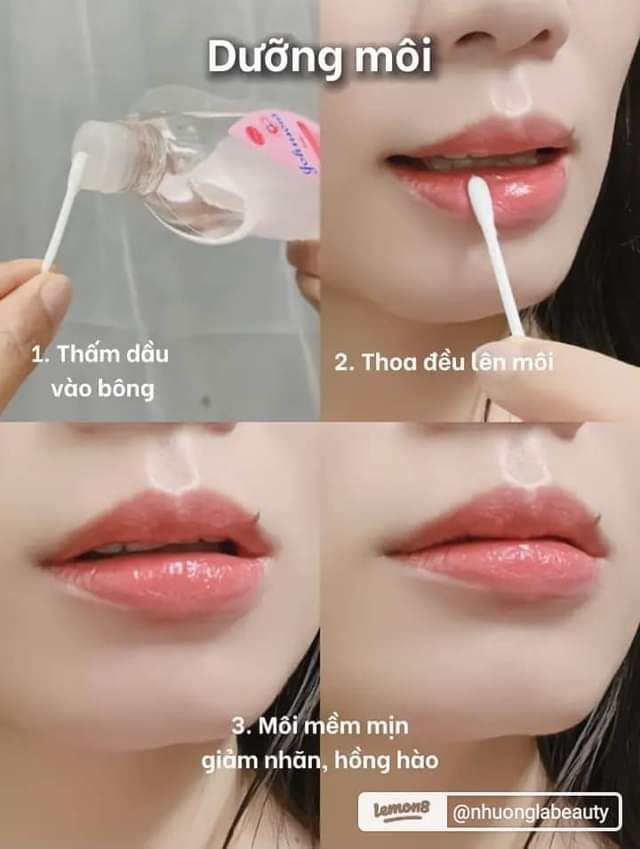 Dưỡng môi
Johnson's
1. Thấm dầu
vào bông
2. Thoa đều lên môi
3. Môi mềm mịn
giảm nhăn, hồng hào
Lemon8
@nhuonglabeauty